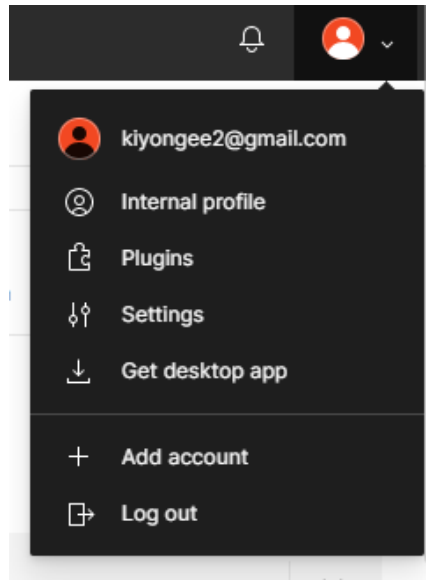 kiyongee2@gmail.com
Internal profile
Plugins
Settings
Get desktop app
Add account
Log out